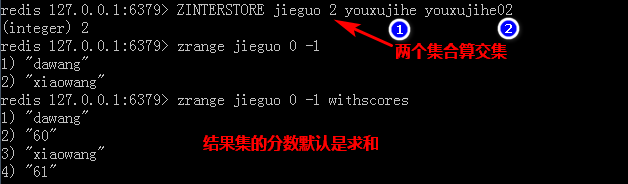 redis 127.0.0.1:6379> ZINTERSTORE jieguo 2 youxujihe youxujihe02
(integer) 2
1 2
redis 127.0.0.1:6379> zrange jieguo 0 -1
两个集合算交集
1) "dawang"
2) "xiaowang"
redis 127.0.0.1:6379> zrange jieguo 0 -1 withscores
1) "dawang"
2) "60"
结果集的分数默认是求和
3) "xiaowang"
4) "61"